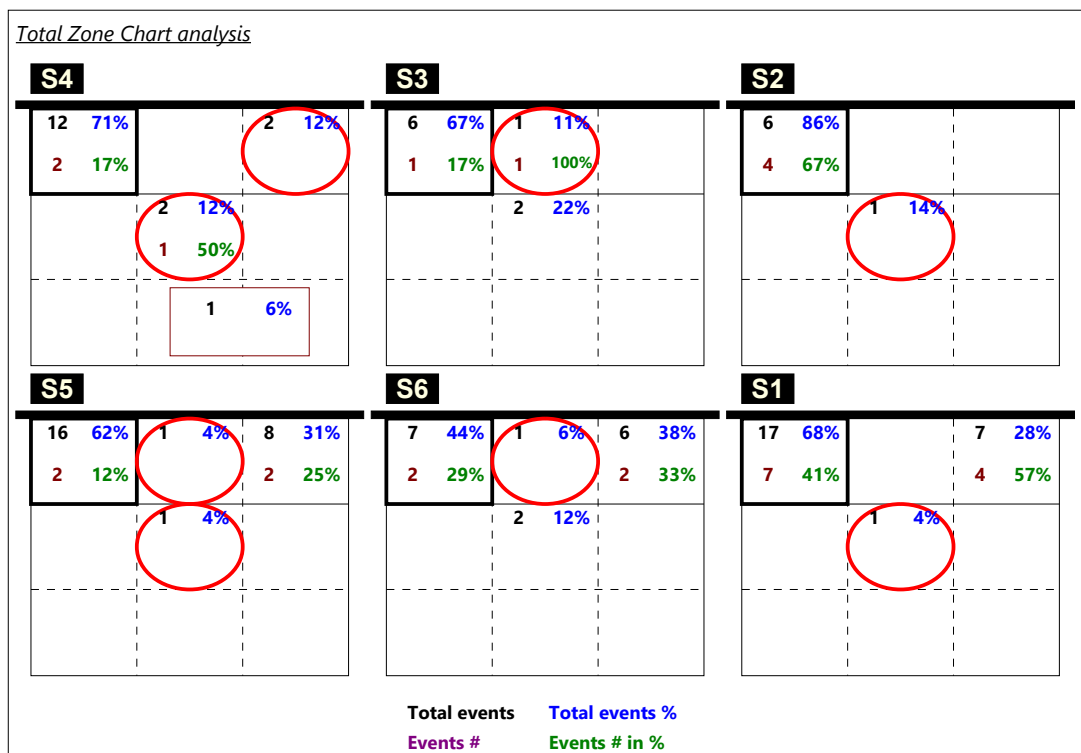 Total Zone Chart analysis
S4 S3 S2
12 71% 2 12% 6 67% 1 11% 6 86%
2 17% 1 17% 1 100% 4 67%
2 12% 2 22% 1 14%
1 50%
1 6%
S5 S6 S1
16 62% 1 4% 8 31% 7 44% 1 6% 6 38% 17 68% 7 28%
2 12% 2 25% 2 29% 2 33% 7 41% 4 57%
1 4% 2 12% 1 4%
Total events Total events %
Events # Events # in %